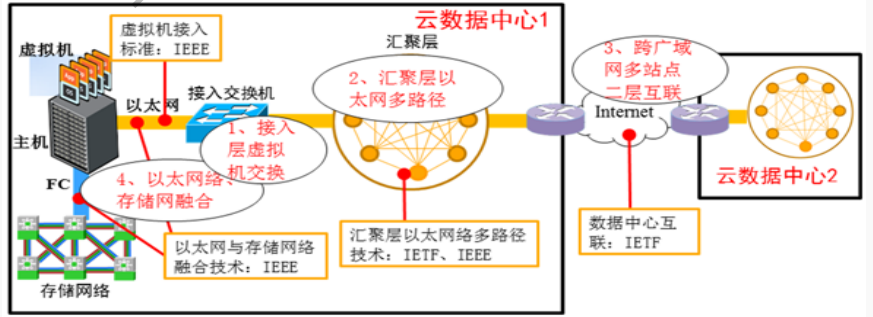 云数据中心1
虚拟机接入
标准：IEEE
虚拟机
汇聚层
3、跨广域
网多站点
二层互联
2、汇聚层以
太网多路径
接入交换机
以太网
Internet
主机
1、接入
层虚拟
机交换
FC
4、以太网络、
存储网融合
云数据中心2
以太网与存储网络
融合技术：IEEE
汇聚层以太网络多路径
技术：IETF、IEEE
数据中心互
联：IETF
存储网络